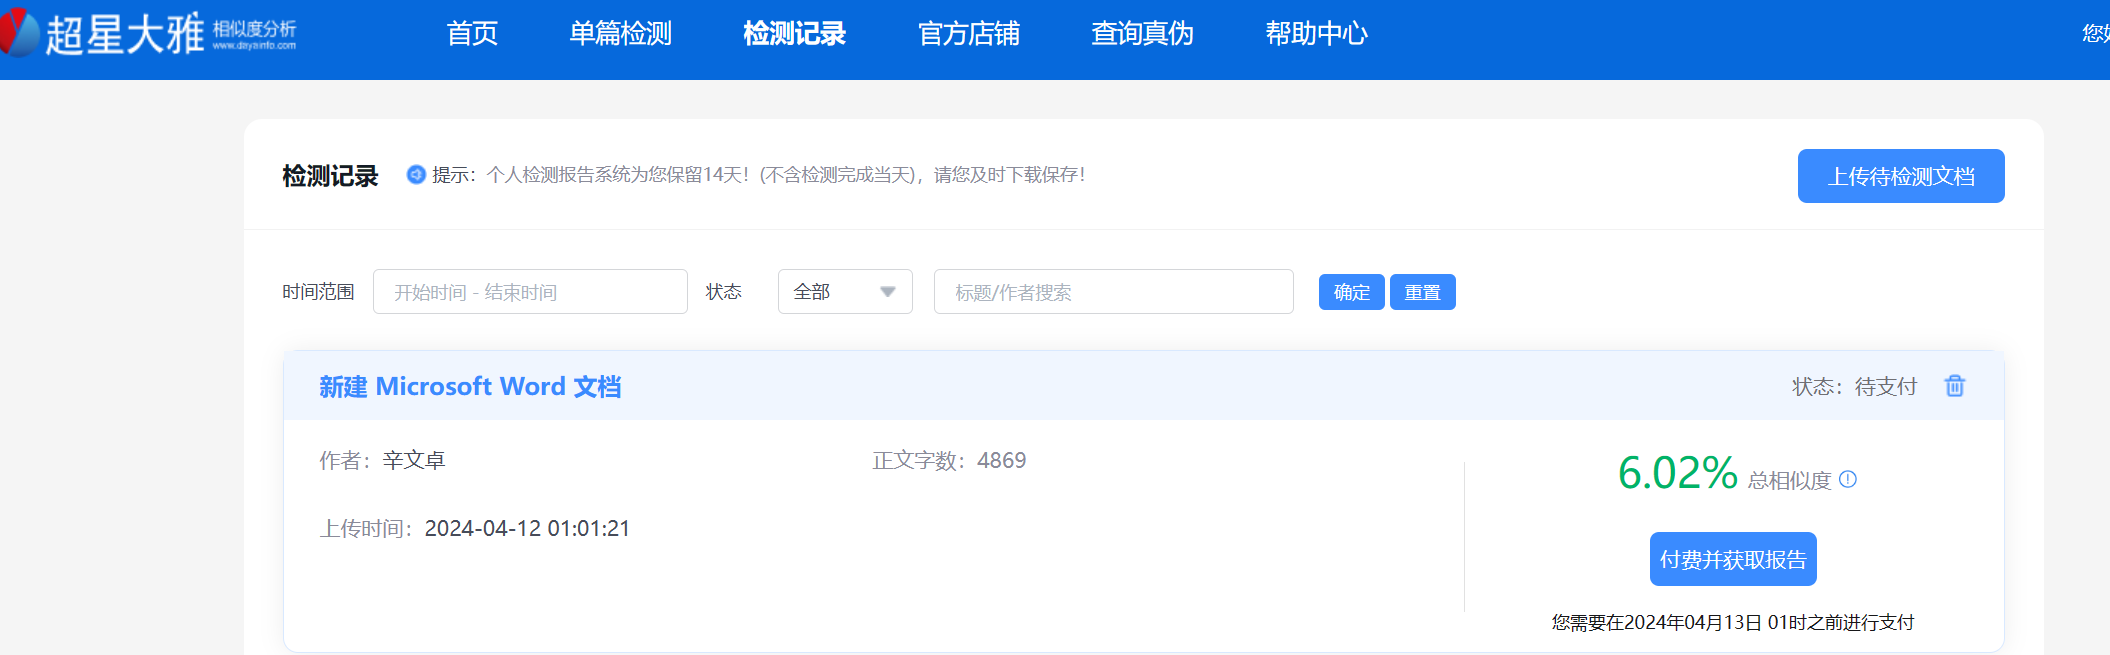 超星大雅 相似度分析 www.dayainfo.com
首页 单篇检测 检测记录 官方店铺 查询真伪 帮助中心 您好
检测记录 提示：个人检测报告系统为您保留14天！(不含检测完成当天)，请您及时下载保存！ 上传待检测文档
时间范围 开始时间 - 结束时间 状态 全部 标题/作者搜索 确定 重置
新建 Microsoft Word 文档 状态：待支付
作者：辛文卓 正文字数：4869
6.02% 总相似度
上传时间：2024-04-12 01:01:21
付费并获取报告
您需要在2024年04月13日 01时之前进行支付